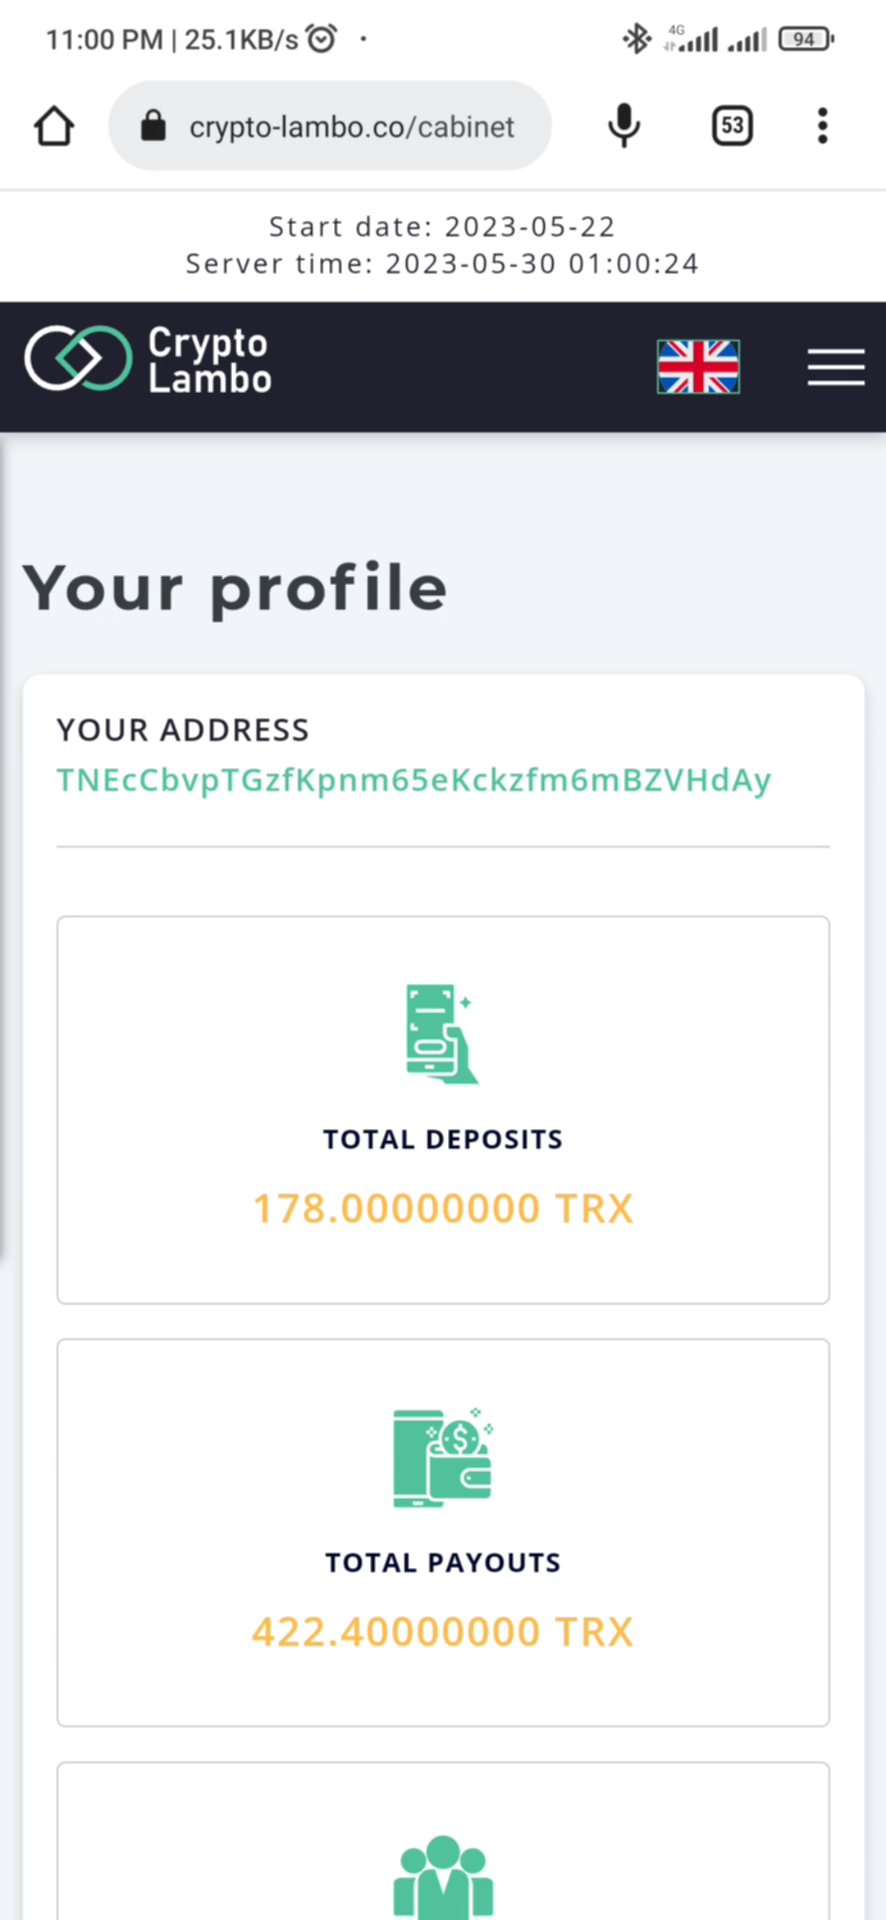 11:00 PM | 25.1KB/s
4G
94
crypto-lambo.co/cabinet
53
Start date: 2023-05-22
Server time: 2023-05-30 01:00:24
Crypto
Lambo
Your profile
YOUR ADDRESS
TNEcCbvpTGzfKpnm65eKckzfm6mBZVHdAy
TOTAL DEPOSITS
178.00000000 TRX
TOTAL PAYOUTS
422.40000000 TRX